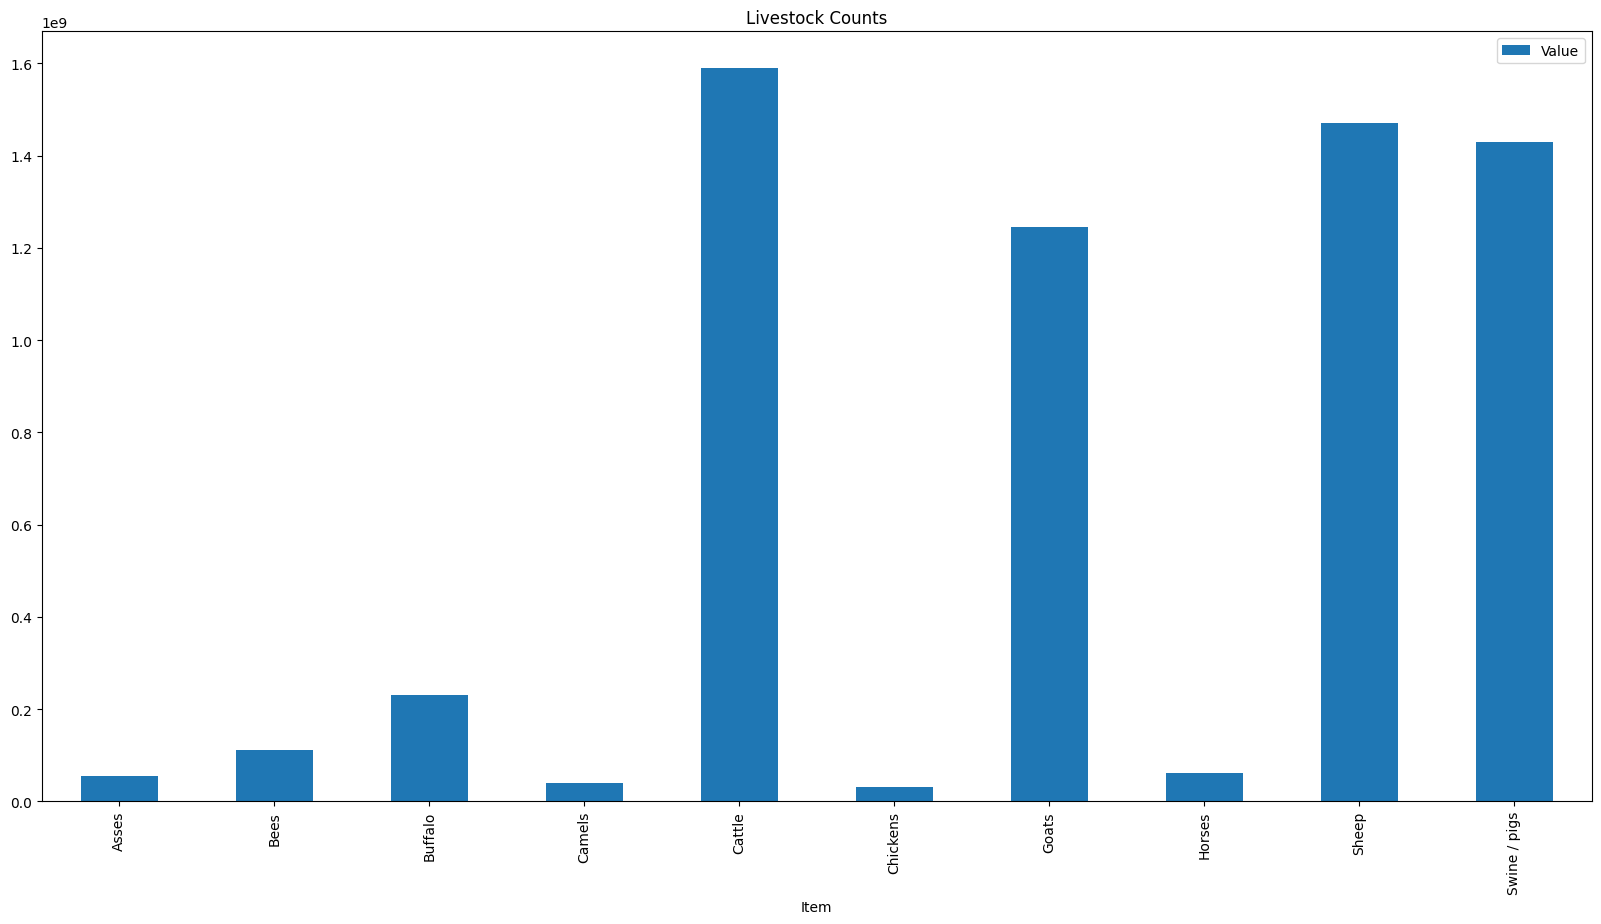 Livestock Counts
1e9
Value
1.6
1.4
1.2
1.0
0.8
0.6
0.4
0.2
0.0
Asses
Bees
Buffalo
Camels
Cattle
Chickens
Goats
Horses
Sheep
Swine / pigs
Item